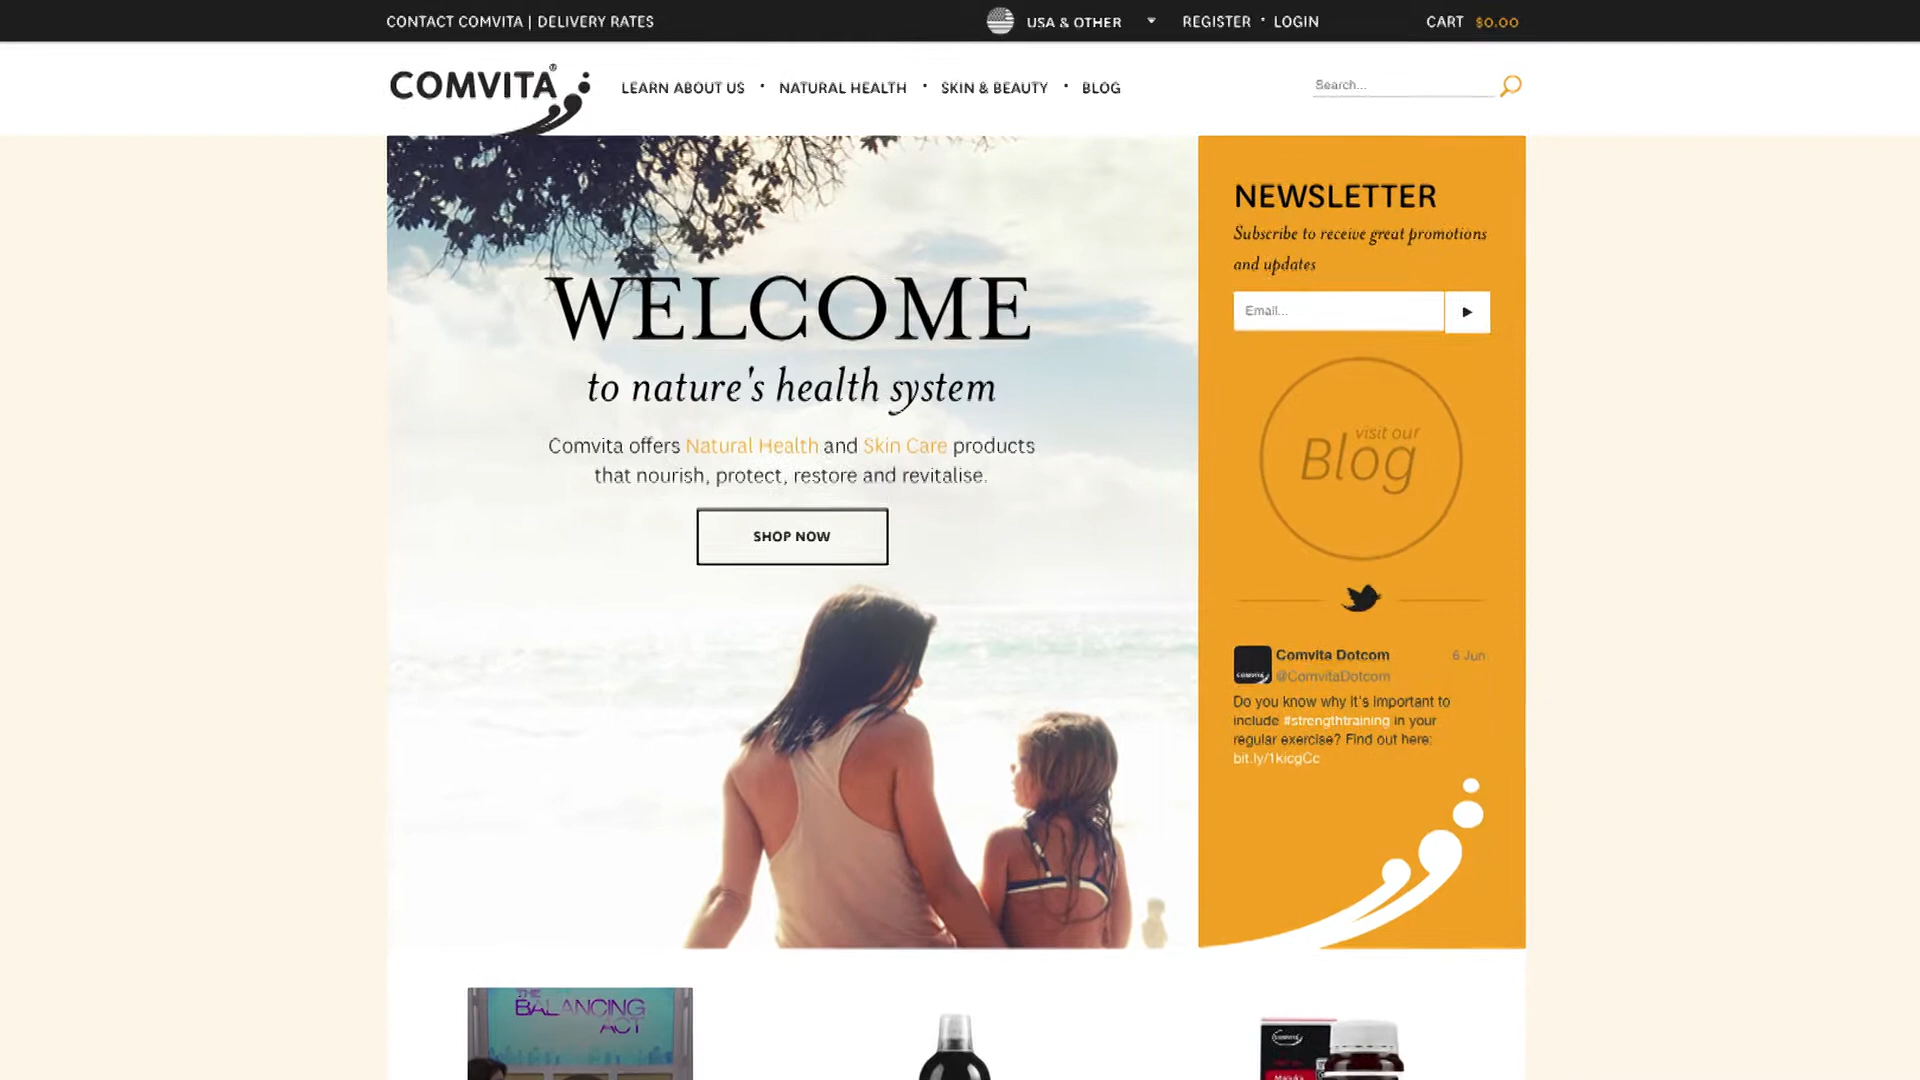 CONTACT COMVITA | DELIVERY RATES
USA & OTHER
REGISTER · LOGIN
CART $0.00
COMVITA®
LEARN ABOUT US · NATURAL HEALTH · SKIN & BEAUTY · BLOG
Search...
WELCOME
to nature's health system
Comvita offers Natural Health and Skin Care products
that nourish, protect, restore and revitalise.
SHOP NOW
NEWSLETTER
Subscribe to receive great promotions
and updates
Email...
visit our
Blog
Comvita Dotcom 6 Jun
COMVITA
@ComvitaDotcom
Do you know why it's important to
include #strengthtraining in your
regular exercise? Find out here:
bit.ly/1kicgCc
THE
BALANCING
ACT
COMVITA